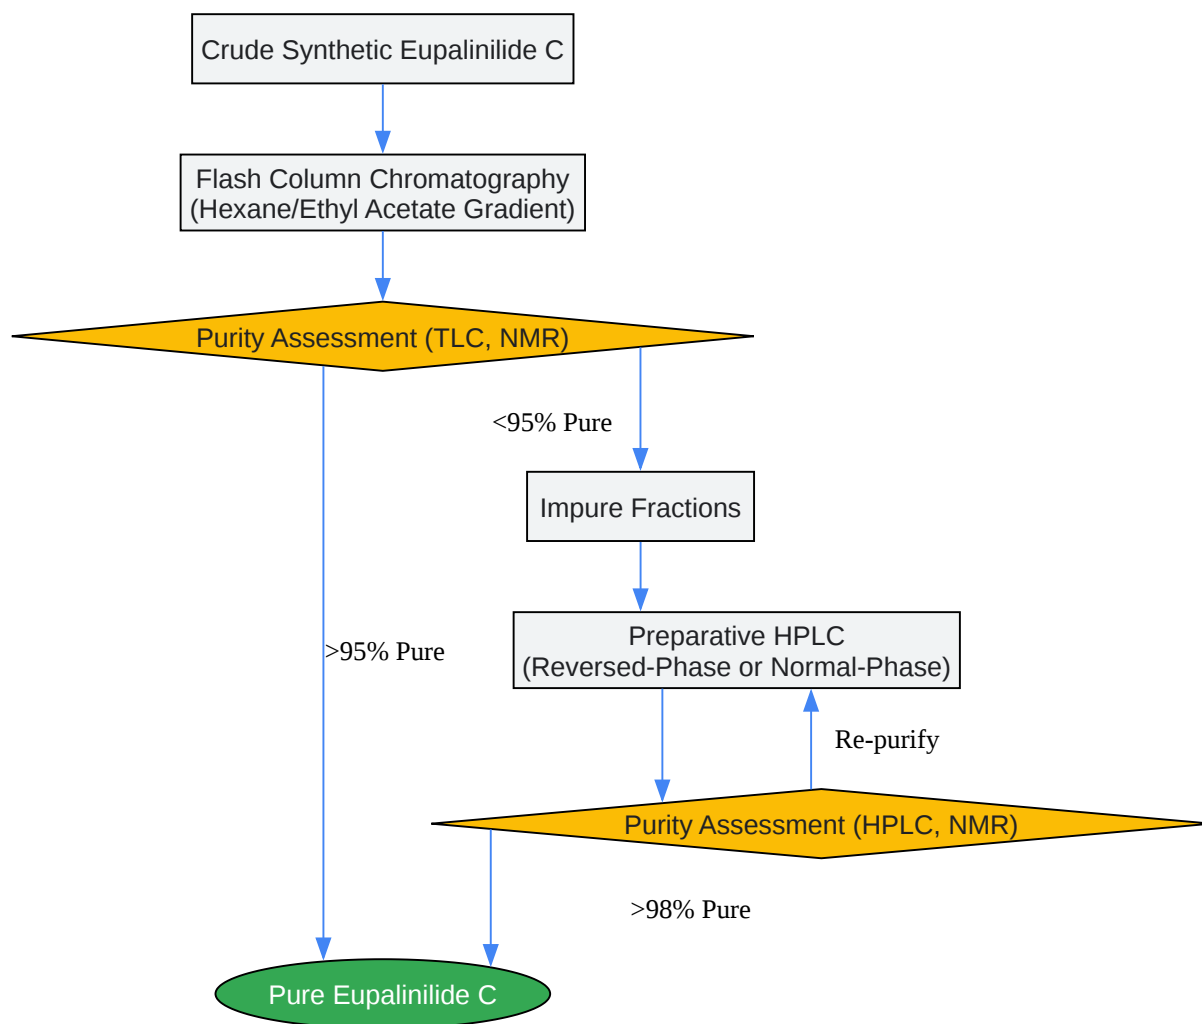 Crude Synthetic Eupalinilide C
Flash Column Chromatography
(Hexane/Ethyl Acetate Gradient)
Purity Assessment (TLC, NMR)
<95% Pure
Impure Fractions
Preparative HPLC
(Reversed-Phase or Normal-Phase)
>95% Pure
Re-purify
Purity Assessment (HPLC, NMR)
>98% Pure
Pure Eupalinilide C